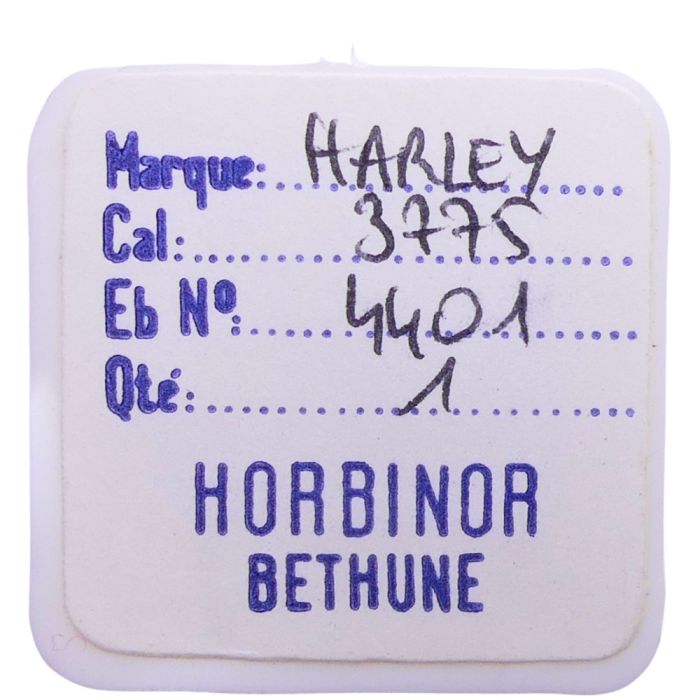 Marque: HARLEY
Cal: 3775
Eb Nº: 4401
Qté: 1
HORBINOR
BETHUNE